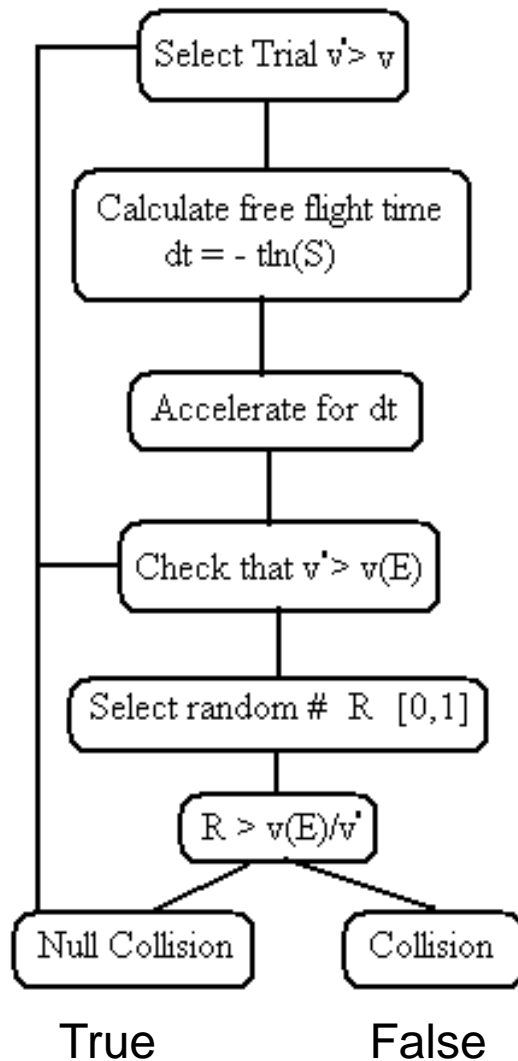 Select Trial v'> v
Calculate free flight time
dt = - tln(S)
Accelerate for dt
Check that v'> v(E)
Select random # R [0,1]
R > v(E)/v'
Null Collision
Collision
True
False